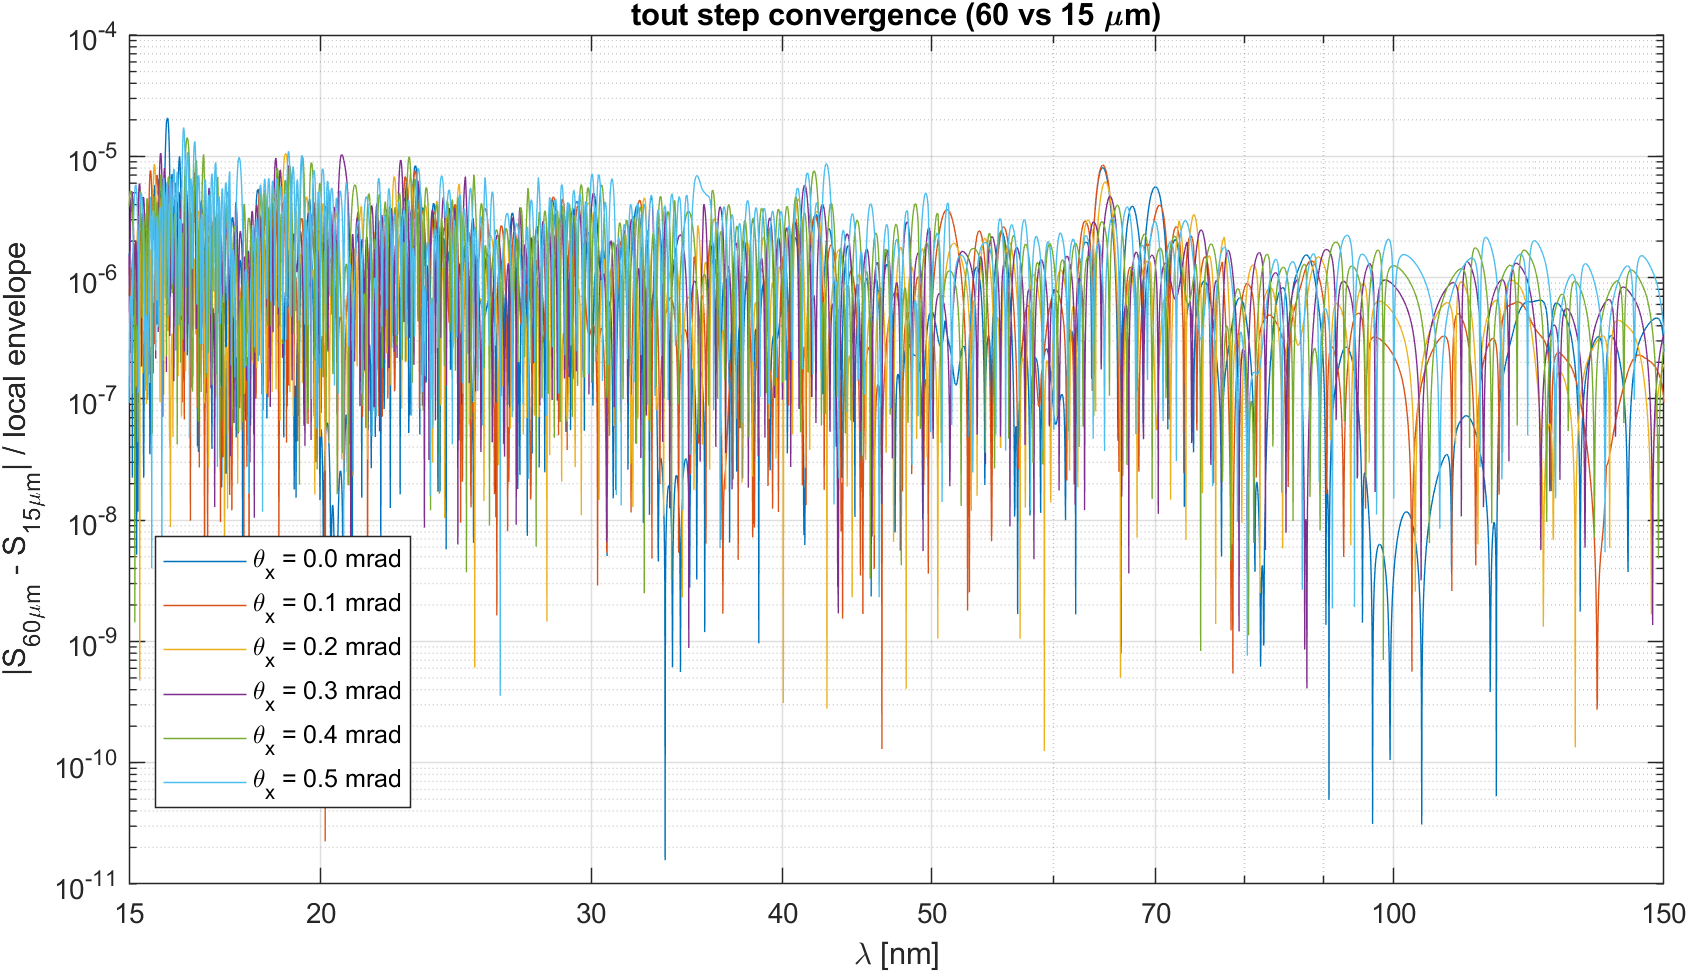 tout step convergence (60 vs 15 μm)
10⁻⁴
10⁻⁵
10⁻⁶
10⁻⁷
10⁻⁸
10⁻⁹
10⁻¹⁰
10⁻¹¹
|S₆₀μm - S₁₅μm| / local envelope
θₓ = 0.0 mrad
θₓ = 0.1 mrad
θₓ = 0.2 mrad
θₓ = 0.3 mrad
θₓ = 0.4 mrad
θₓ = 0.5 mrad
15 20 30 40 50 70 100 150
λ [nm]